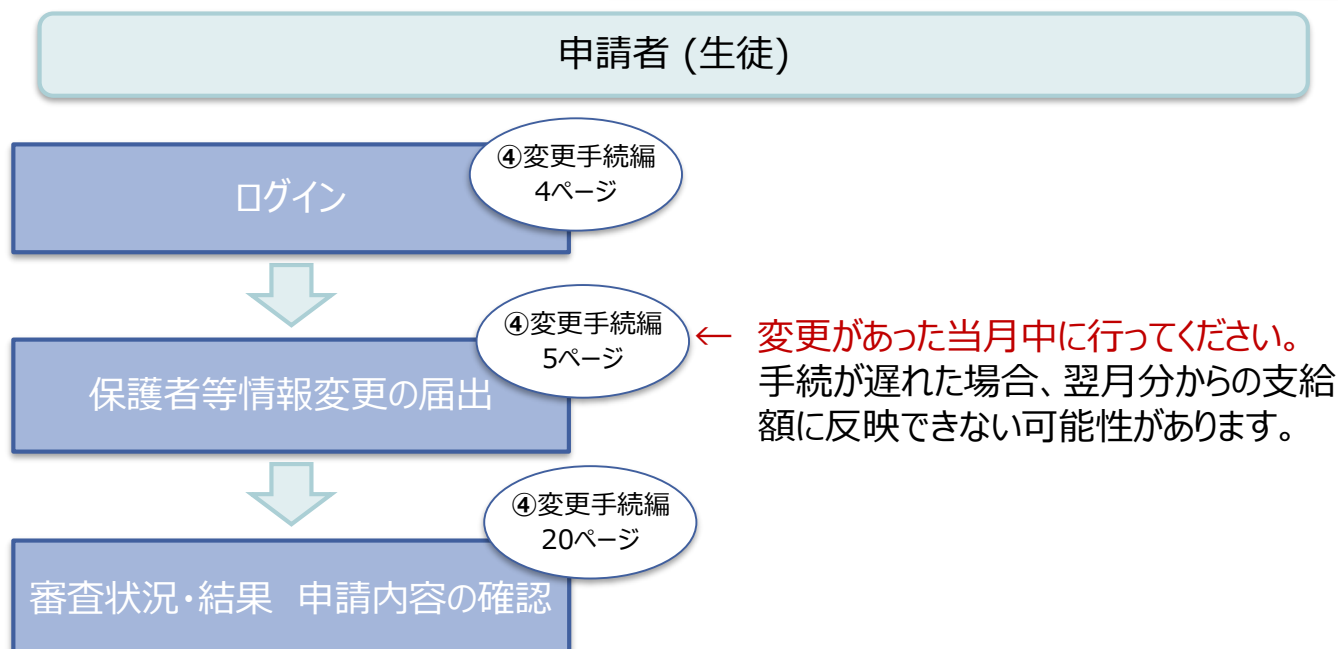 申請者 (生徒)
④変更手続編
4ページ
ログイン
④変更手続編
5ページ
← 変更があった当月中に行ってください。
手続が遅れた場合、翌月分からの支給
額に反映できない可能性があります。
保護者等情報変更の届出
④変更手続編
20ページ
審査状況・結果　申請内容の確認